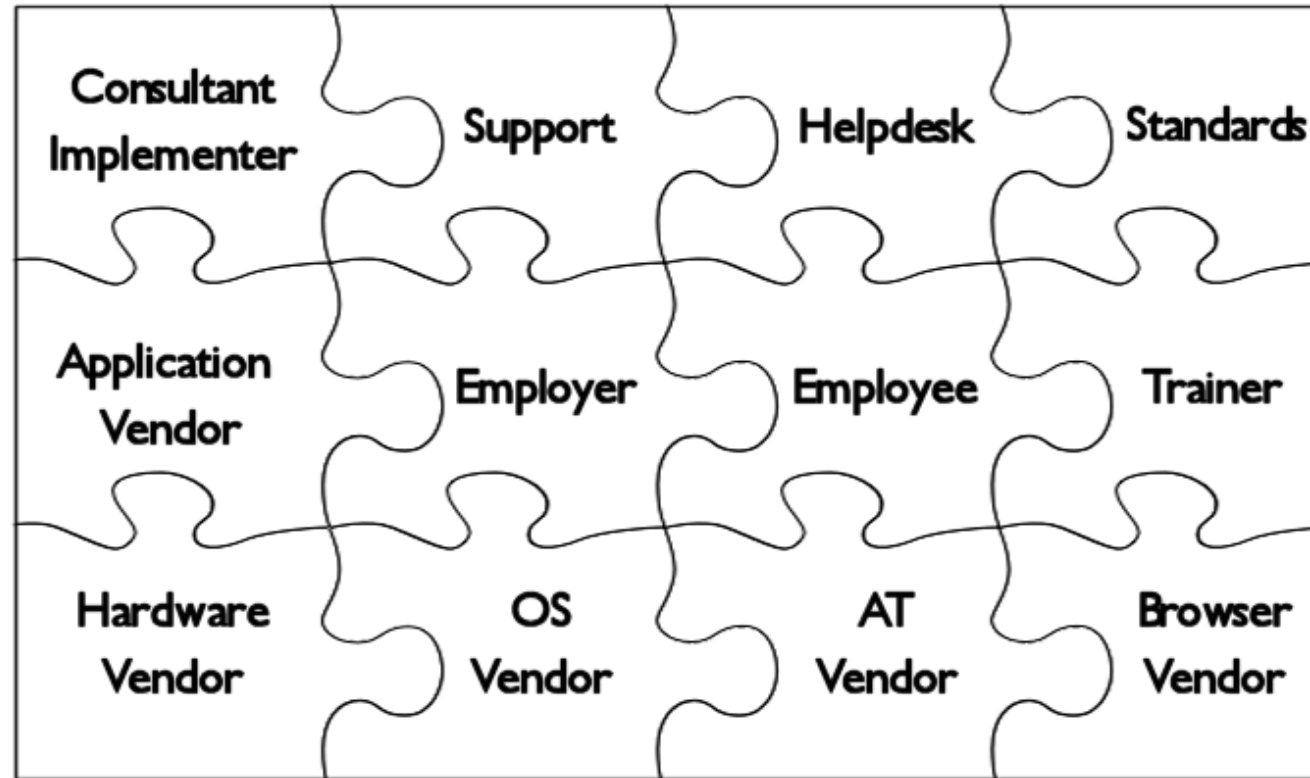 Consultant
Implementer
Support
Helpdesk
Standards
Application
Vendor
Employer
Employee
Trainer
Hardware
Vendor
OS
Vendor
AT
Vendor
Browser
Vendor